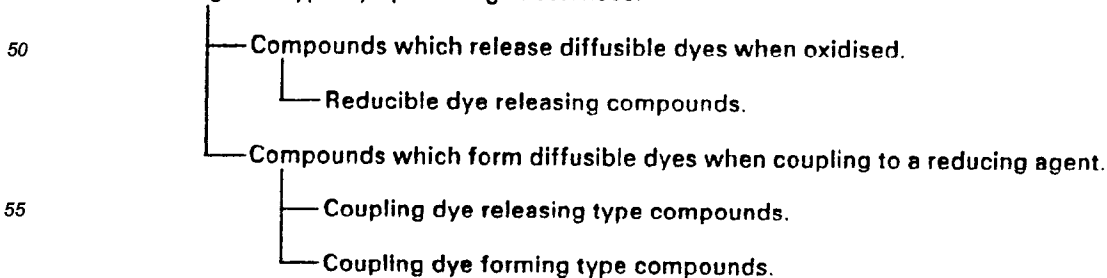 50 Compounds which release diffusible dyes when oxidised.
Reducible dye releasing compounds.
Compounds which form diffusible dyes when coupling to a reducing agent.
55 Coupling dye releasing type compounds.
Coupling dye forming type compounds.